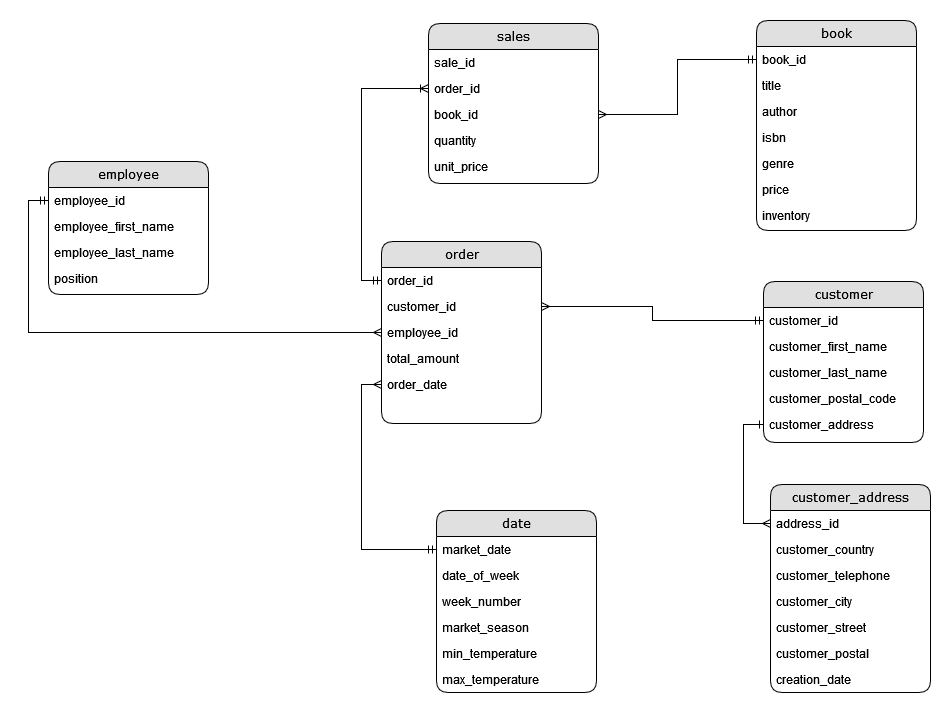 sales
sale_id
order_id
book_id
quantity
unit_price
book
book_id
title
author
isbn
genre
price
inventory
employee
employee_id
employee_first_name
employee_last_name
position
order
order_id
customer_id
employee_id
total_amount
order_date
customer
customer_id
customer_first_name
customer_last_name
customer_postal_code
customer_address
date
market_date
date_of_week
week_number
market_season
min_temperature
max_temperature
customer_address
address_id
customer_country
customer_telephone
customer_city
customer_street
customer_postal
creation_date